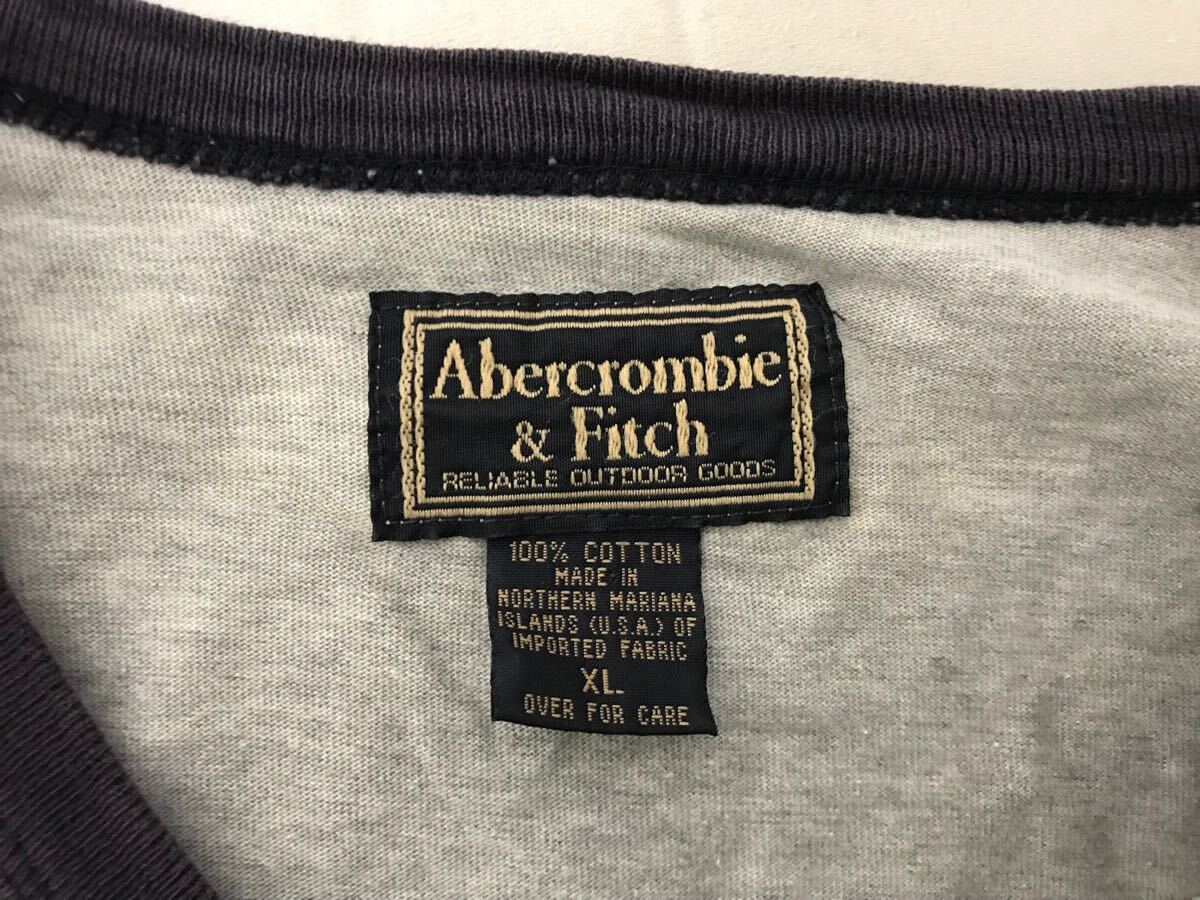 Abercrombie
& Fitch
RELIABLE OUTDOOR GOODS
100% COTTON
MADE IN
NORTHERN MARIANA
ISLANDS (U.S.A.) OF
IMPORTED FABRIC
XL
OVER FOR CARE